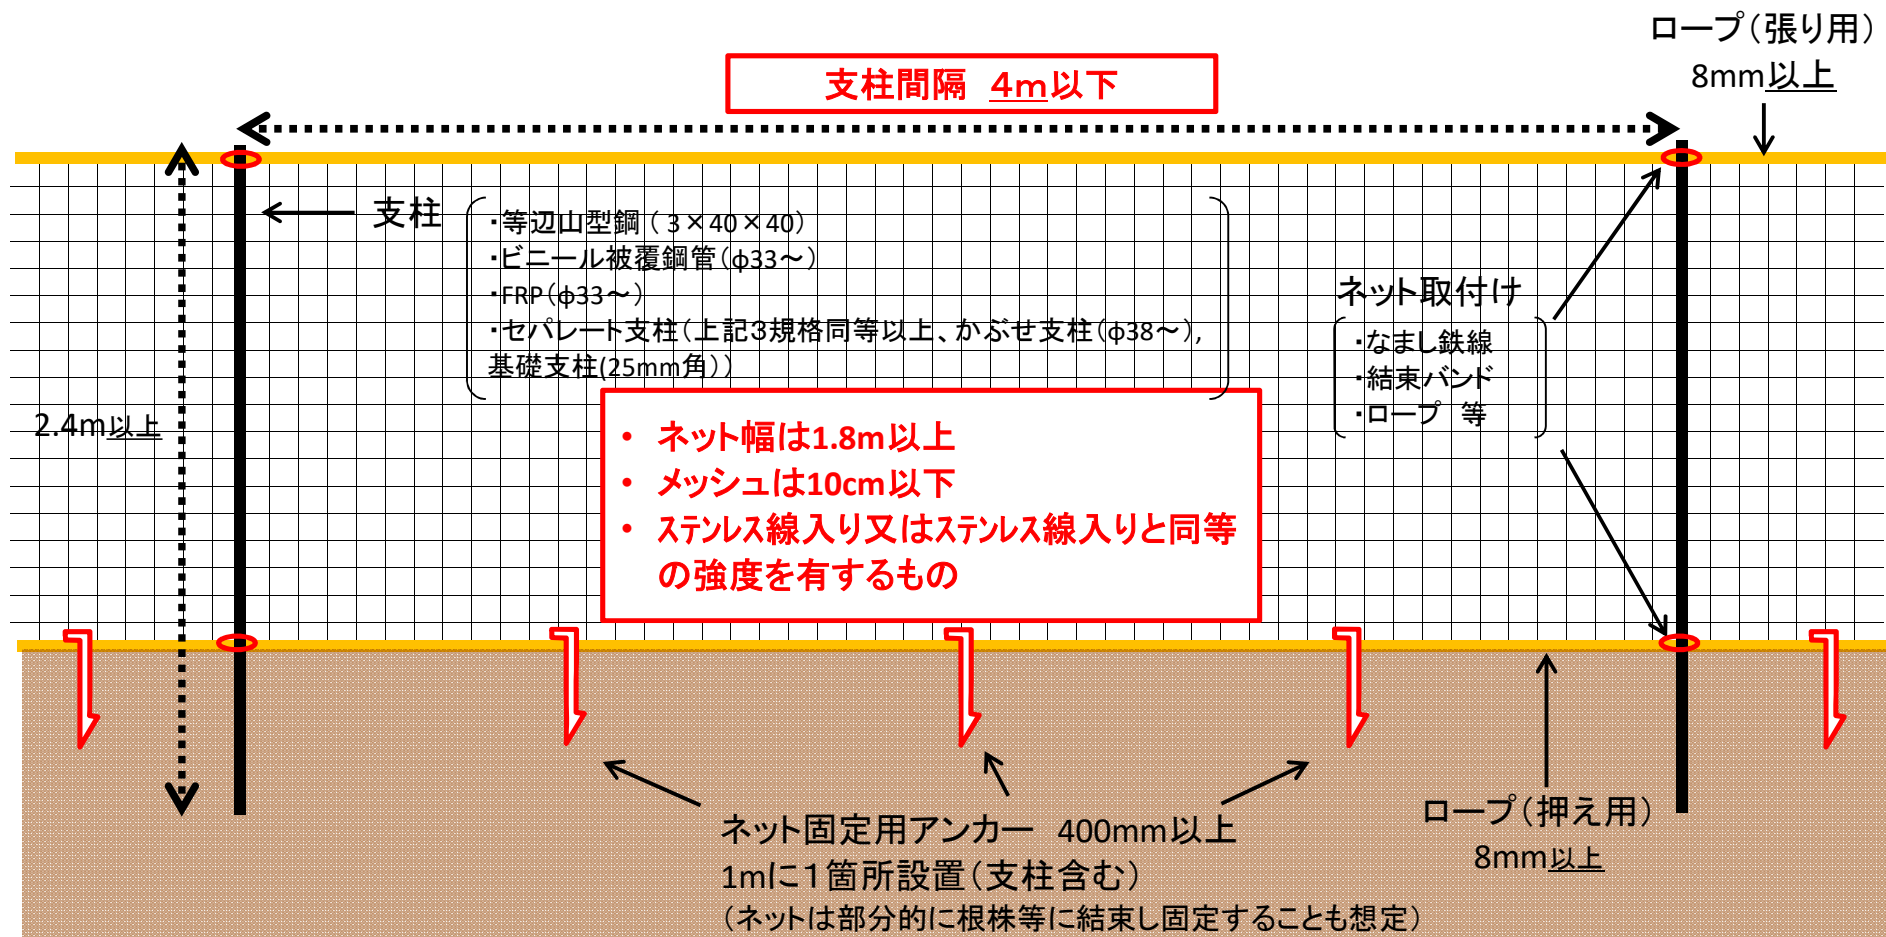 ロープ（張り用）
8mm以上
支柱間隔　4ｍ以下
支柱
・等辺山型鋼（ 3×40×40）
・ビニール被覆鋼管（φ33～）
・FRP（φ33～）
・セパレート支柱（上記３規格同等以上、かぶせ支柱（φ38～）,
基礎支柱(25mm角））
ネット取付け
・なまし鉄線
・結束バンド
・ロープ　等
2.4m以上
• ネット幅は1.8m以上
• メッシュは10cm以下
• ステンレス線入り又はステンレス線入りと同等
の強度を有するもの
ネット固定用アンカー　400mm以上
1mに１箇所設置（支柱含む）
（ネットは部分的に根株等に結束し固定することも想定）
ロープ（押え用）
8mm以上